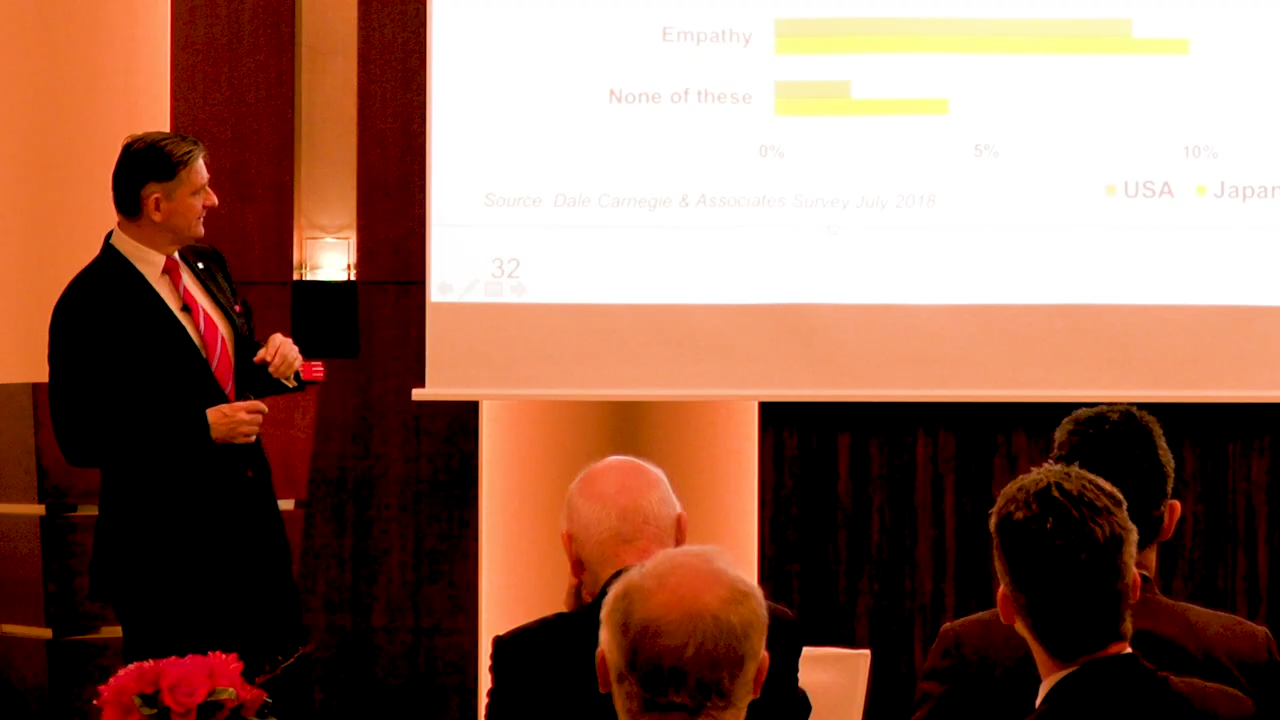 Empathy
None of these
0% 5% 10%
USA Japan
Source: Dale Carnegie & Associates Survey July 2018
32